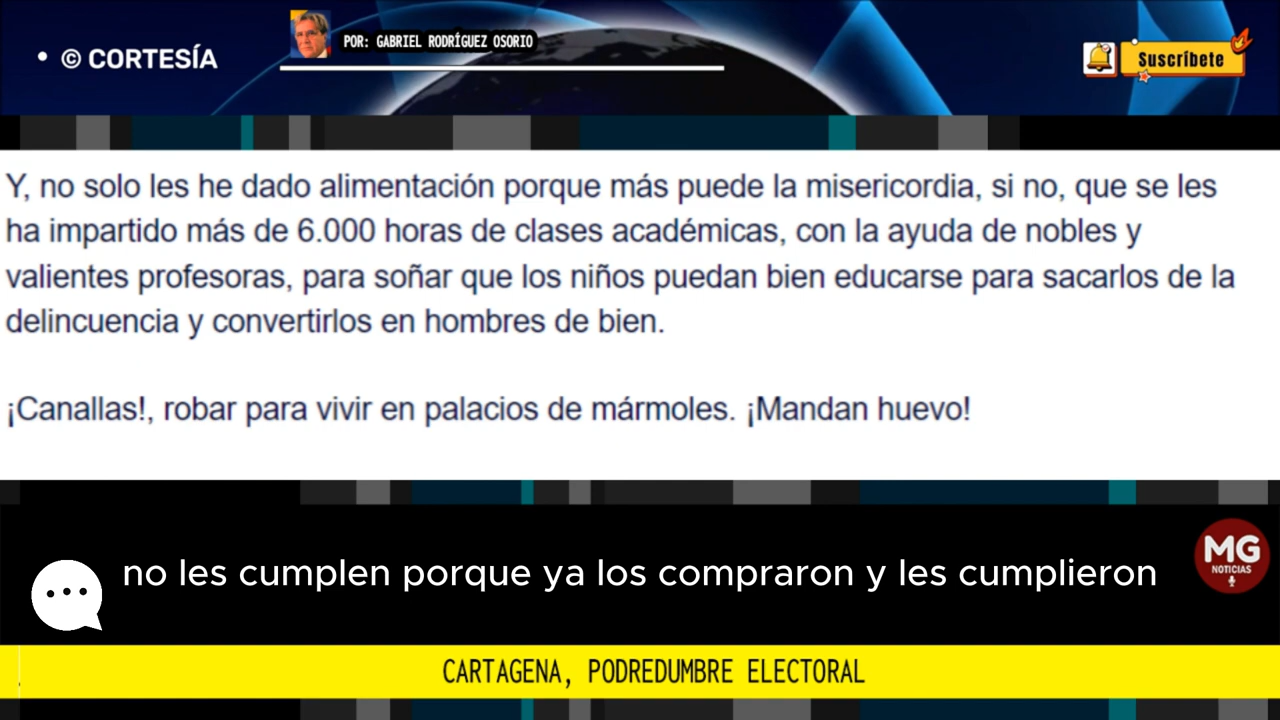 • © CORTESÍA
POR: GABRIEL RODRÍGUEZ OSORIO
Suscríbete
Y, no solo les he dado alimentación porque más puede la misericordia, si no, que se les
ha impartido más de 6.000 horas de clases académicas, con la ayuda de nobles y
valientes profesoras, para soñar que los niños puedan bien educarse para sacarlos de la
delincuencia y convertirlos en hombres de bien.
¡Canallas!, robar para vivir en palacios de mármoles. ¡Mandan huevo!
no les cumplen porque ya los compraron y les cumplieron
MG
NOTICIAS
CARTAGENA, PODREDUMBRE ELECTORAL